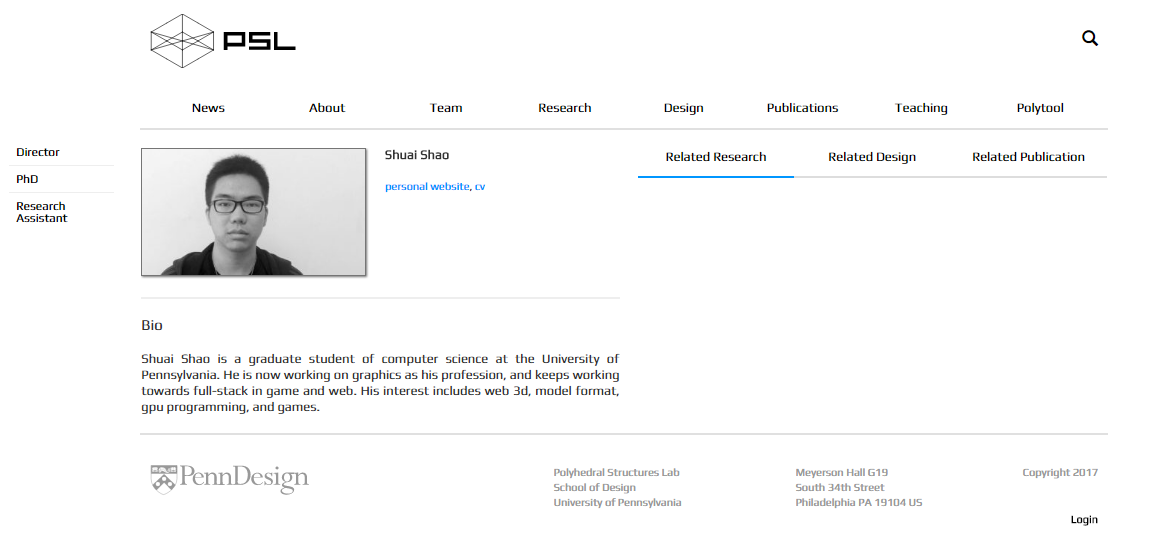 PSL
News About Team Research Design Publications Teaching Polytool
Director
PhD
Research
Assistant
Shuai Shao
personal website, cv
Related Research Related Design Related Publication
Bio
Shuai Shao is a graduate student of computer science at the University of
Pennsylvania. He is now working on graphics as his profession, and keeps working
towards full-stack in game and web. His interest includes web 3d, model format,
gpu programming, and games.
PennDesign
Polyhedral Structures Lab
School of Design
University of Pennsylvania
Meyerson Hall G19
South 34th Street
Philadelphia PA 19104 US
Copyright 2017
Login